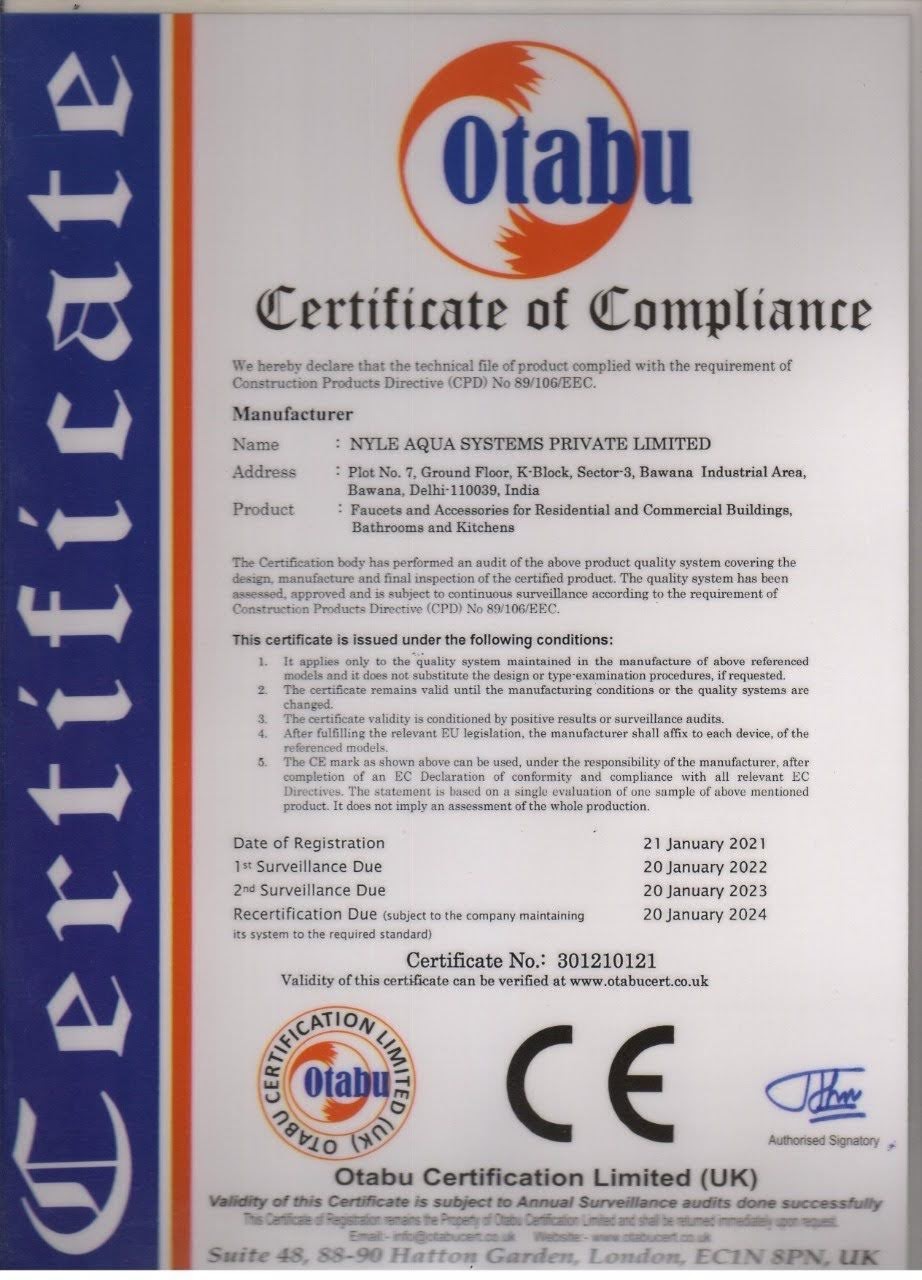 Certificate
Otabu
Certificate of Compliance
We hereby declare that the technical file of product complied with the requirement of
Construction Products Directive (CPD) No 89/106/EEC.
Manufacturer
Name : NYLE AQUA SYSTEMS PRIVATE LIMITED
Address : Plot No. 7, Ground Floor, K-Block, Sector-3, Bawana Industrial Area,
Bawana, Delhi-110039, India
Product : Faucets and Accessories for Residential and Commercial Buildings,
Bathrooms and Kitchens
The Certification body has performed an audit of the above product quality system covering the
design, manufacture and final inspection of the certified product. The quality system has been
assessed, approved and is subject to continuous surveillance according to the requirement of
Construction Products Directive (CPD) No 89/106/EEC.
This certificate is issued under the following conditions:
1. It applies only to the quality system maintained in the manufacture of above referenced
models and it does not substitute the design or type-examination procedures, if requested.
2. The certificate remains valid until the manufacturing conditions or the quality systems are
changed.
3. The certificate validity is conditioned by positive results or surveillance audits.
4. After fulfilling the relevant EU legislation, the manufacturer shall affix to each device, of the
referenced models.
5. The CE mark as shown above can be used, under the responsibility of the manufacturer, after
completion of an EC Declaration of conformity and compliance with all relevant EC
Directives. The statement is based on a single evaluation of one sample of above mentioned
product. It does not imply an assessment of the whole production.
Date of Registration 21 January 2021
1st Surveillance Due 20 January 2022
2nd Surveillance Due 20 January 2023
Recertification Due (subject to the company maintaining 20 January 2024
its system to the required standard)
Certificate No.: 301210121
Validity of this certificate can be verified at www.otabucert.co.uk
OTABU CERTIFICATION LIMITED (UK)
Otabu
CE
Authorised Signatory
Otabu Certification Limited (UK)
Validity of this Certificate is subject to Annual Surveillance audits done successfully
This Certificate of Registration remains the Property of Otabu Certification Limited and shall be returned immediately upon request.
Email:- info@otabucert.co.uk Website:- www.otabucert.co.uk
Suite 48, 88-90 Hatton Garden, London, EC1N 8PN, UK